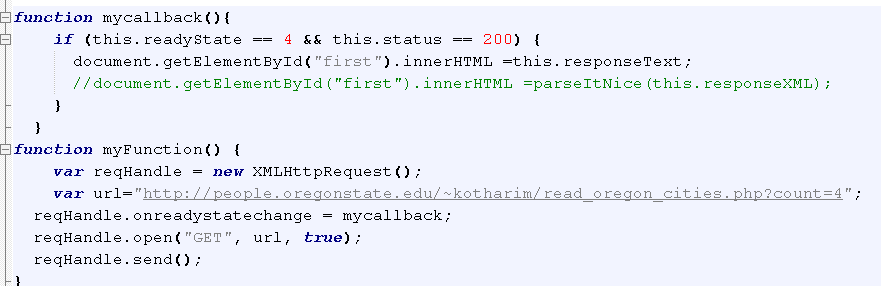 function mycallback(){
if (this.readyState == 4 && this.status == 200) {
document.getElementById("first").innerHTML =this.responseText;
//document.getElementById("first").innerHTML =parseItNice(this.responseXML);
}
}
function myFunction() {
var reqHandle = new XMLHttpRequest();
var url="http://people.oregonstate.edu/~kotharim/read_oregon_cities.php?count=4";
reqHandle.onreadystatechange = mycallback;
reqHandle.open("GET", url, true);
reqHandle.send();
}